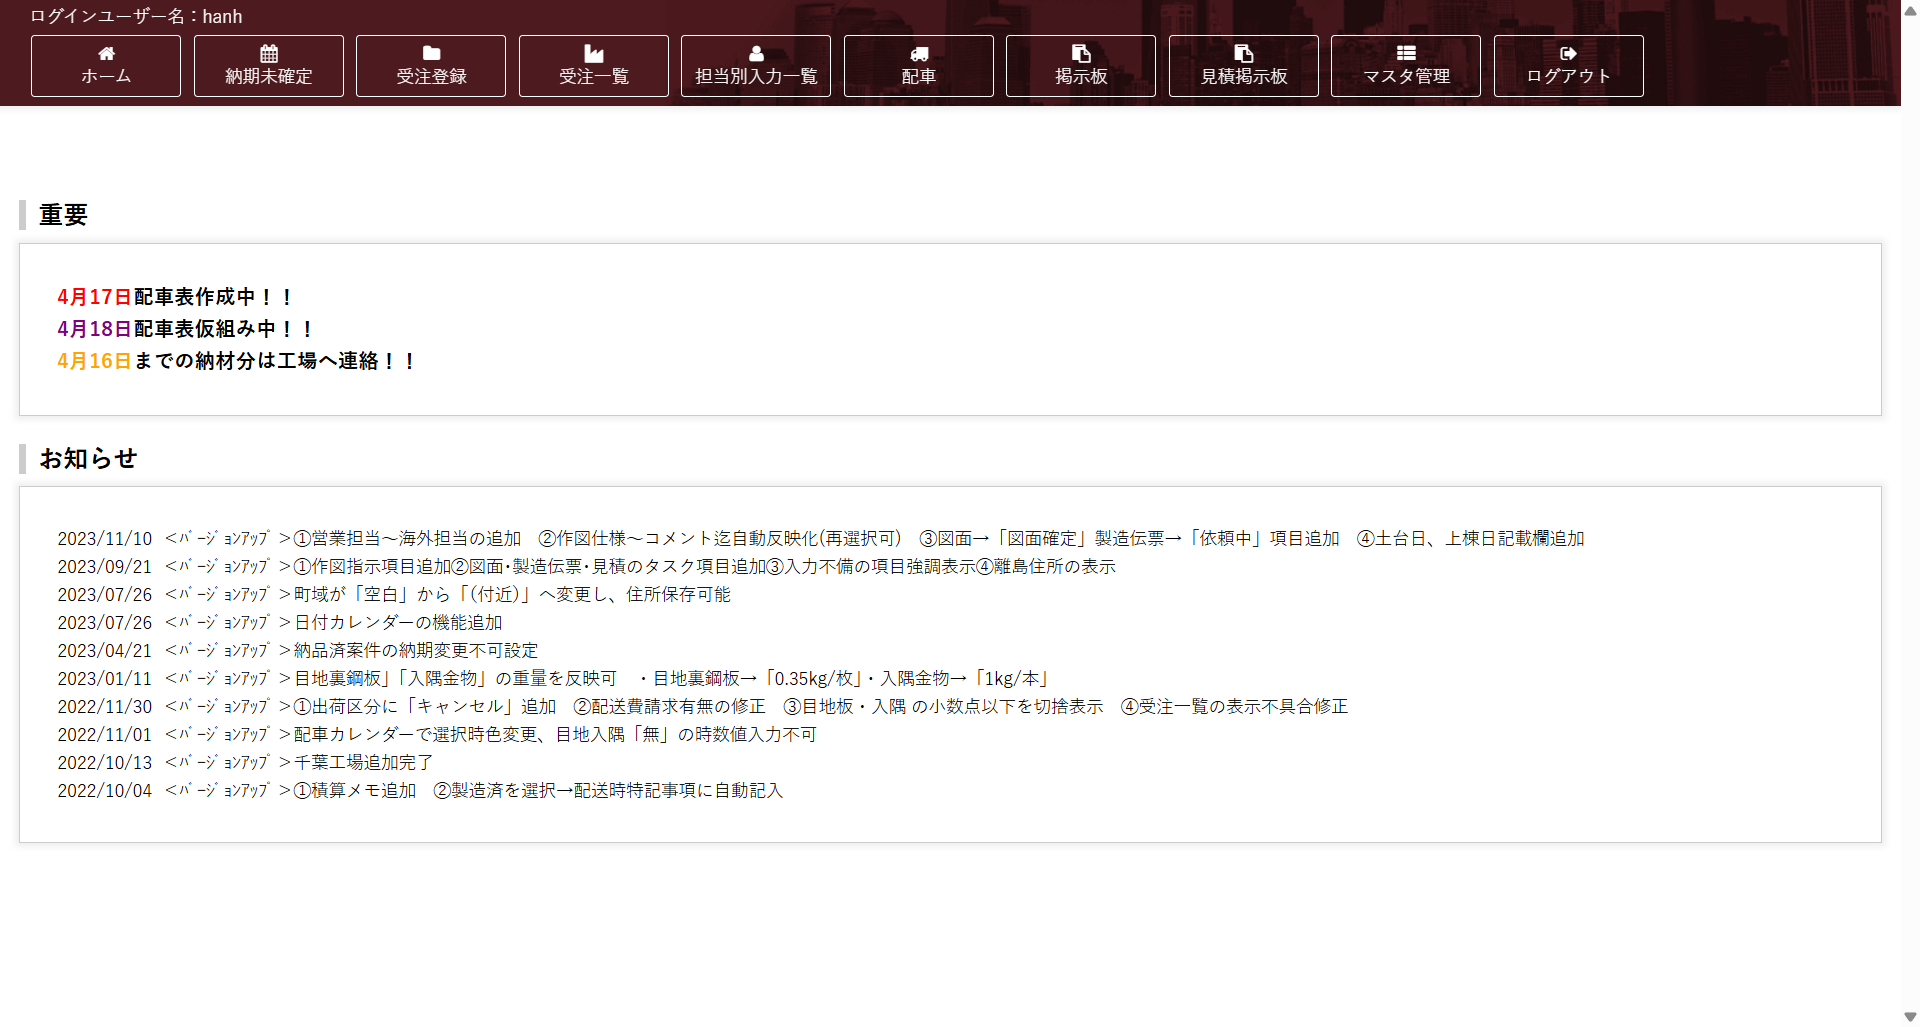 ログインユーザー名：hanh
ホーム
納期未確定
受注登録
受注一覧
担当別入力一覧
配車
掲示板
見積掲示板
マスタ管理
ログアウト
重要
4月17日配車表作成中！！
4月18日配車表仮組み中！！
4月16日までの納材分は工場へ連絡！！
お知らせ
2023/11/10 ＜ﾊﾞｰｼﾞｮﾝｱｯﾌﾟ＞①営業担当～海外担当の追加　②作図仕様～コメント迄自動反映化(再選択可)　③図面→「図面確定」製造伝票→「依頼中」項目追加　④土台日、上棟日記載欄追加
2023/09/21 ＜ﾊﾞｰｼﾞｮﾝｱｯﾌﾟ＞①作図指示項目追加②図面･製造伝票･見積のタスク項目追加③入力不備の項目強調表示④離島住所の表示
2023/07/26 ＜ﾊﾞｰｼﾞｮﾝｱｯﾌﾟ＞町域が「空白」から「(付近)」へ変更し、住所保存可能
2023/07/26 ＜ﾊﾞｰｼﾞｮﾝｱｯﾌﾟ＞日付カレンダーの機能追加
2023/04/21 ＜ﾊﾞｰｼﾞｮﾝｱｯﾌﾟ＞納品済案件の納期変更不可設定
2023/01/11 ＜ﾊﾞｰｼﾞｮﾝｱｯﾌﾟ＞目地裏鋼板」「入隅金物」の重量を反映可　・目地裏鋼板→「0.35kg/枚」・入隅金物→「1kg/本」
2022/11/30 ＜ﾊﾞｰｼﾞｮﾝｱｯﾌﾟ＞①出荷区分に「キャンセル」追加　②配送費請求有無の修正　③目地板・入隅 の小数点以下を切捨表示　④受注一覧の表示不具合修正
2022/11/01 ＜ﾊﾞｰｼﾞｮﾝｱｯﾌﾟ＞配車カレンダーで選択時色変更、目地入隅「無」の時数値入力不可
2022/10/13 ＜ﾊﾞｰｼﾞｮﾝｱｯﾌﾟ＞千葉工場追加完了
2022/10/04 ＜ﾊﾞｰｼﾞｮﾝｱｯﾌﾟ＞①積算メモ追加　②製造済を選択→配送時特記事項に自動記入